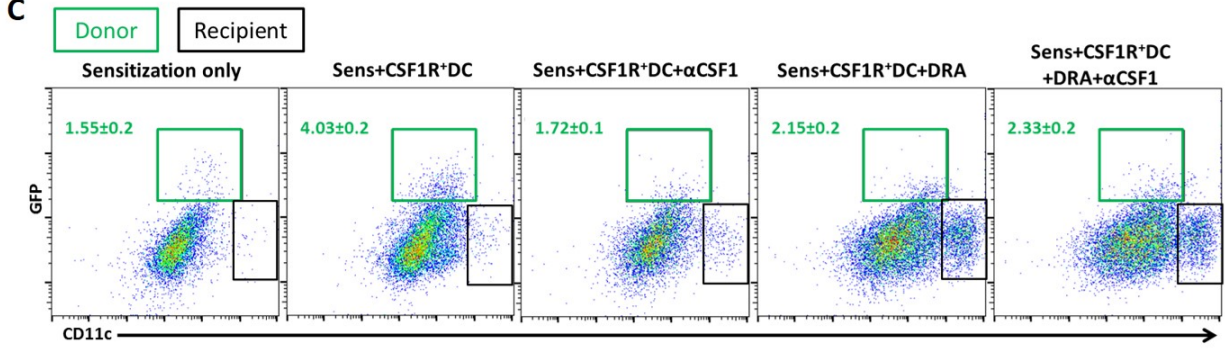 C
Donor
Recipient
Sensitization only
Sens+CSF1R⁺DC
Sens+CSF1R⁺DC+αCSF1
Sens+CSF1R⁺DC+DRA
Sens+CSF1R⁺DC
+DRA+αCSF1
1.55±0.2
4.03±0.2
1.72±0.1
2.15±0.2
2.33±0.2
GFP
CD11c